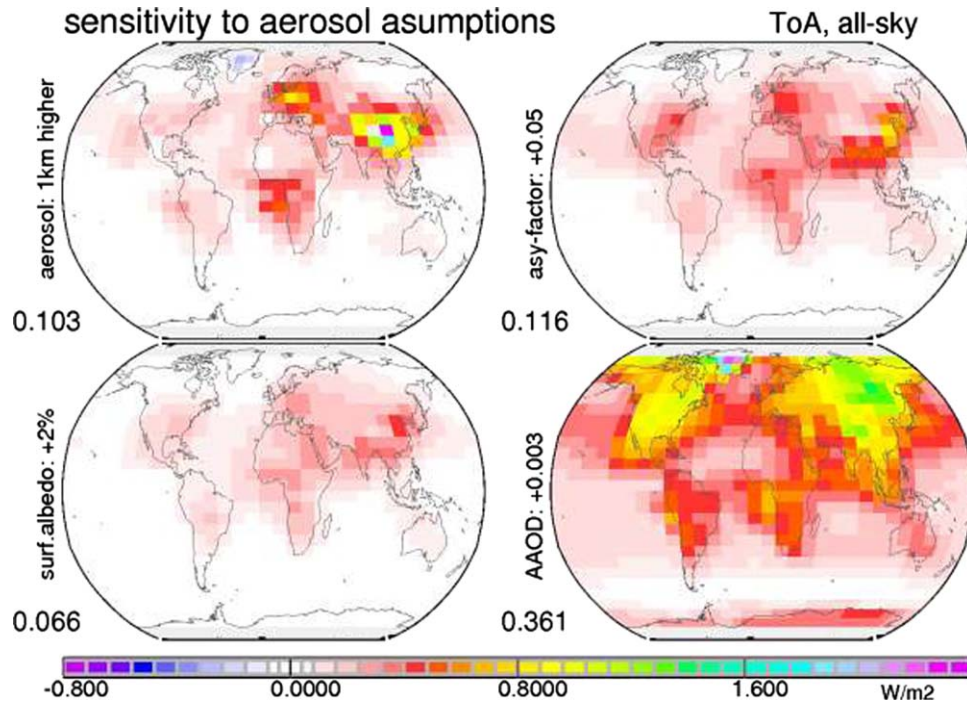 sensitivity to aerosol asumptions
ToA, all-sky
aerosol: 1km higher
0.103
asy-factor: +0.05
0.116
surf.albedo: +2%
0.066
AAOD: +0.003
0.361
-0.800 0.0000 0.8000 1.6000 W/m2